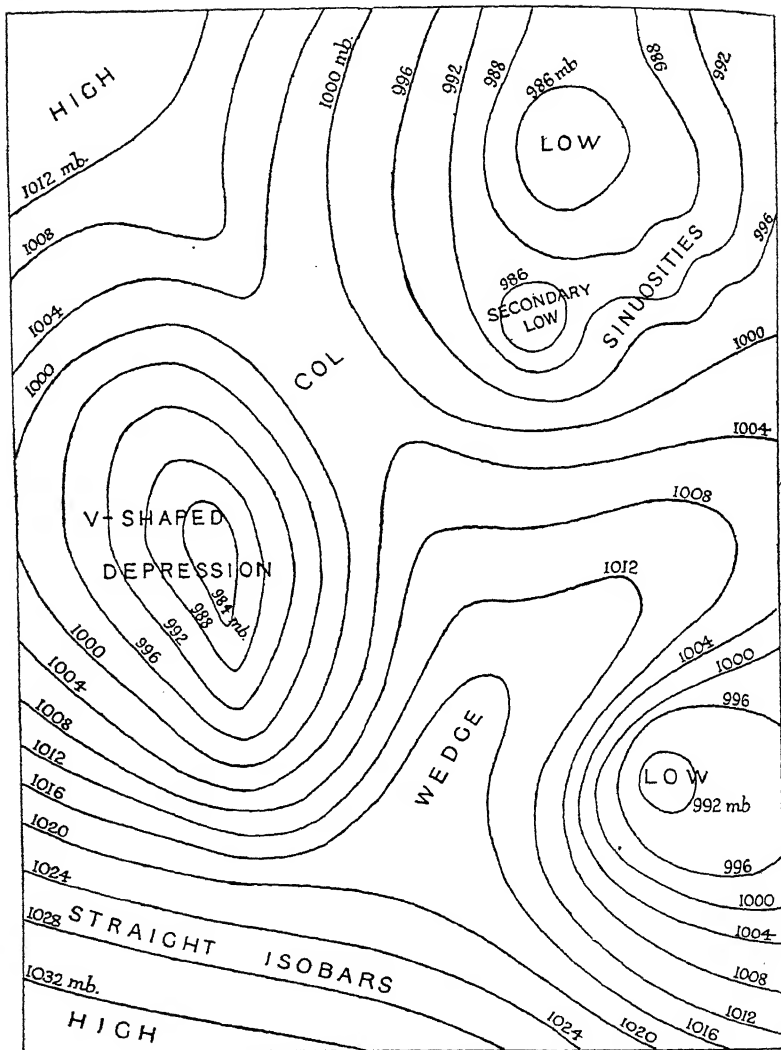 HIGH
1012 mb.
1008
1004
1000
1000 mb.
996
992
988
986 mb
LOW
988
992
996
986
SECONDARY
LOW
SINUOSITIES
1000
1004
COL
1008
1012
V-SHAPED
DEPRESSION
984 mb.
988
992
996
1000
1004
1008
1012
1016
1020
1024
1028
1032 mb.
WEDGE
1004
1000
996
LOW
992 mb
996
1000
1004
1008
1012
1016
1020
1024
STRAIGHT ISOBARS
HIGH